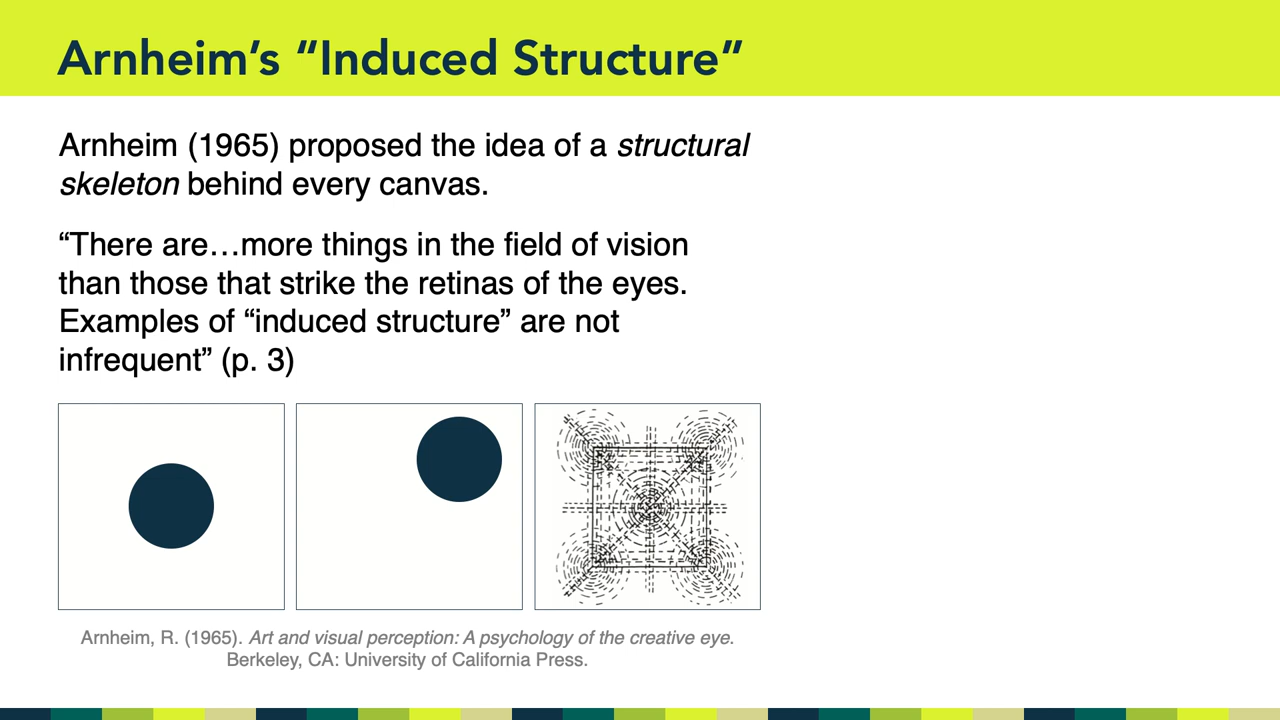 Arnheim’s “Induced Structure”
Arnheim (1965) proposed the idea of a structural
skeleton behind every canvas.
“There are…more things in the field of vision
than those that strike the retinas of the eyes.
Examples of “induced structure” are not
infrequent” (p. 3)
Arnheim, R. (1965). Art and visual perception: A psychology of the creative eye.
Berkeley, CA: University of California Press.